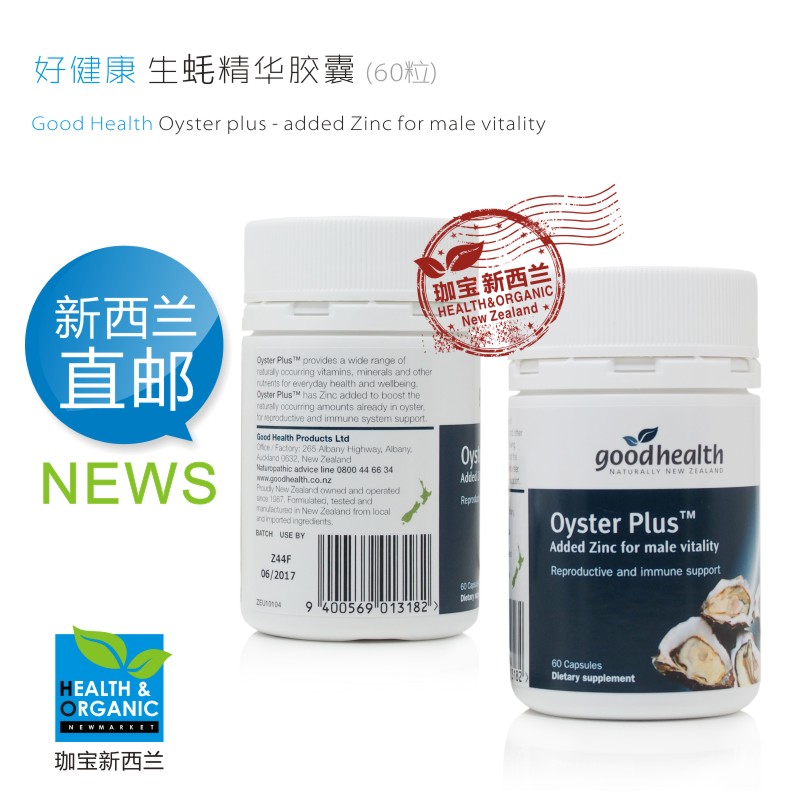 好健康 生蚝精华胶囊 (60粒)
Good Health Oyster plus - added Zinc for male vitality
新西兰
直邮
NEWS
珈宝新西兰
HEALTH&ORGANIC
New Zealand
Oyster Plus™ provides a wide range of
naturally occurring vitamins, minerals and other
nutrients for everyday health and wellbeing.
Oyster Plus™ has Zinc added to boost the
naturally occurring amounts already in oyster,
for reproductive and immune system support.
Good Health Products Ltd
Office / Factory: 265 Albany Highway, Albany,
Auckland 0632, New Zealand
Naturopathic advice line 0800 44 66 34
www.goodhealth.co.nz
Proudly New Zealand owned and operated
since 1987. Formulated, tested and
manufactured in New Zealand from local
and imported ingredients.
BATCH USE BY
Z44F
06/2017
ZEU10104
9 400569 013182 >
Oys
Added
Reprodu
60 Capsu
Dietary su
goodhealth
NATURALLY NEW ZEALAND
Oyster Plus™
Added Zinc for male vitality
Reproductive and immune support
60 Capsules
Dietary supplement
HEALTH &
ORGANIC
NEWMARKET
珈宝新西兰